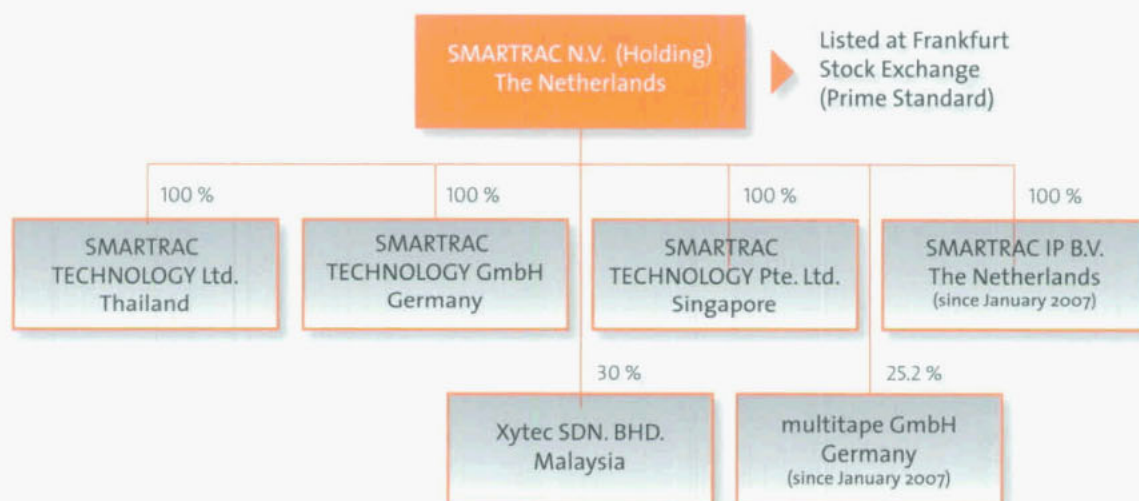 SMARTRAC N.V. (Holding)
The Netherlands
Listed at Frankfurt
Stock Exchange
(Prime Standard)
100 %
100 %
100 %
100 %
SMARTRAC
TECHNOLOGY Ltd.
Thailand
SMARTRAC
TECHNOLOGY GmbH
Germany
SMARTRAC
TECHNOLOGY Pte. Ltd.
Singapore
SMARTRAC IP B.V.
The Netherlands
(since January 2007)
30 %
25.2 %
Xytec SDN. BHD.
Malaysia
multitape GmbH
Germany
(since January 2007)